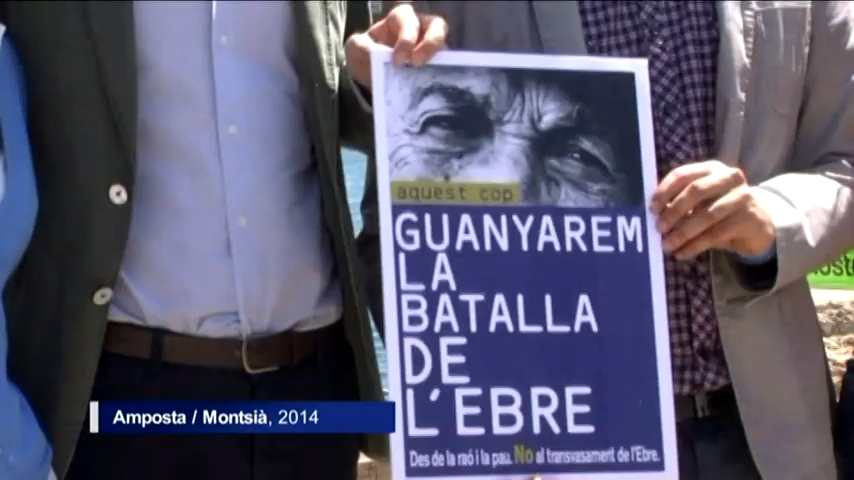 aquest cop
GUANYAREM
LA
BATALLA
DE
L'EBRE
Des de la raó i la pau. No al transvasament de l'Ebre.
Amposta / Montsià, 2014